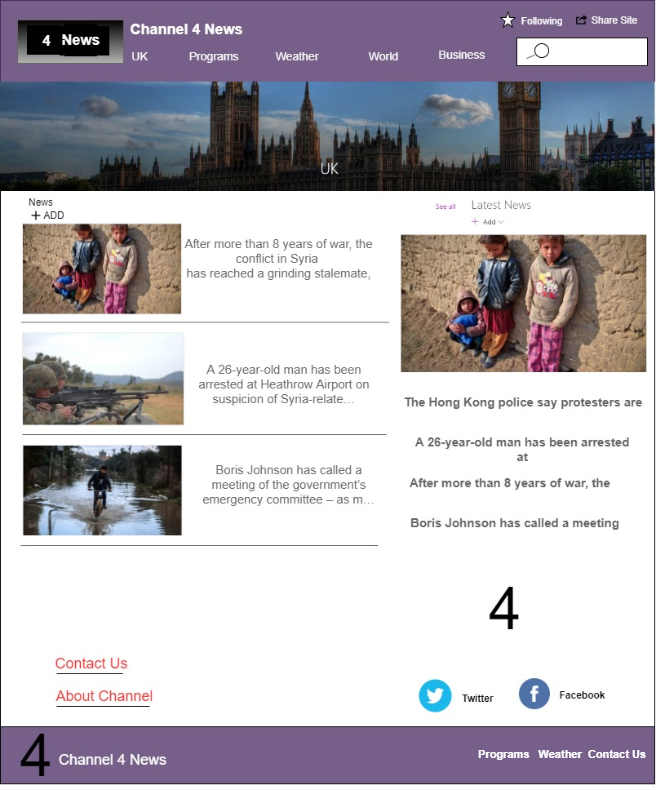 4 News
Channel 4 News
Following
Share Site
UK
Programs
Weather
World
Business
UK
News
+ ADD
After more than 8 years of war, the
conflict in Syria
has reached a grinding stalemate,
A 26-year-old man has been
arrested at Heathrow Airport on
suspicion of Syria-relate...
Boris Johnson has called a
meeting of the government's
emergency committee – as m...
See all
Latest News
+ Add
The Hong Kong police say protesters are
A 26-year-old man has been arrested
at
After more than 8 years of war, the
Boris Johnson has called a meeting
4
Contact Us
About Channel
Twitter
Facebook
4 Channel 4 News
Programs Weather Contact Us